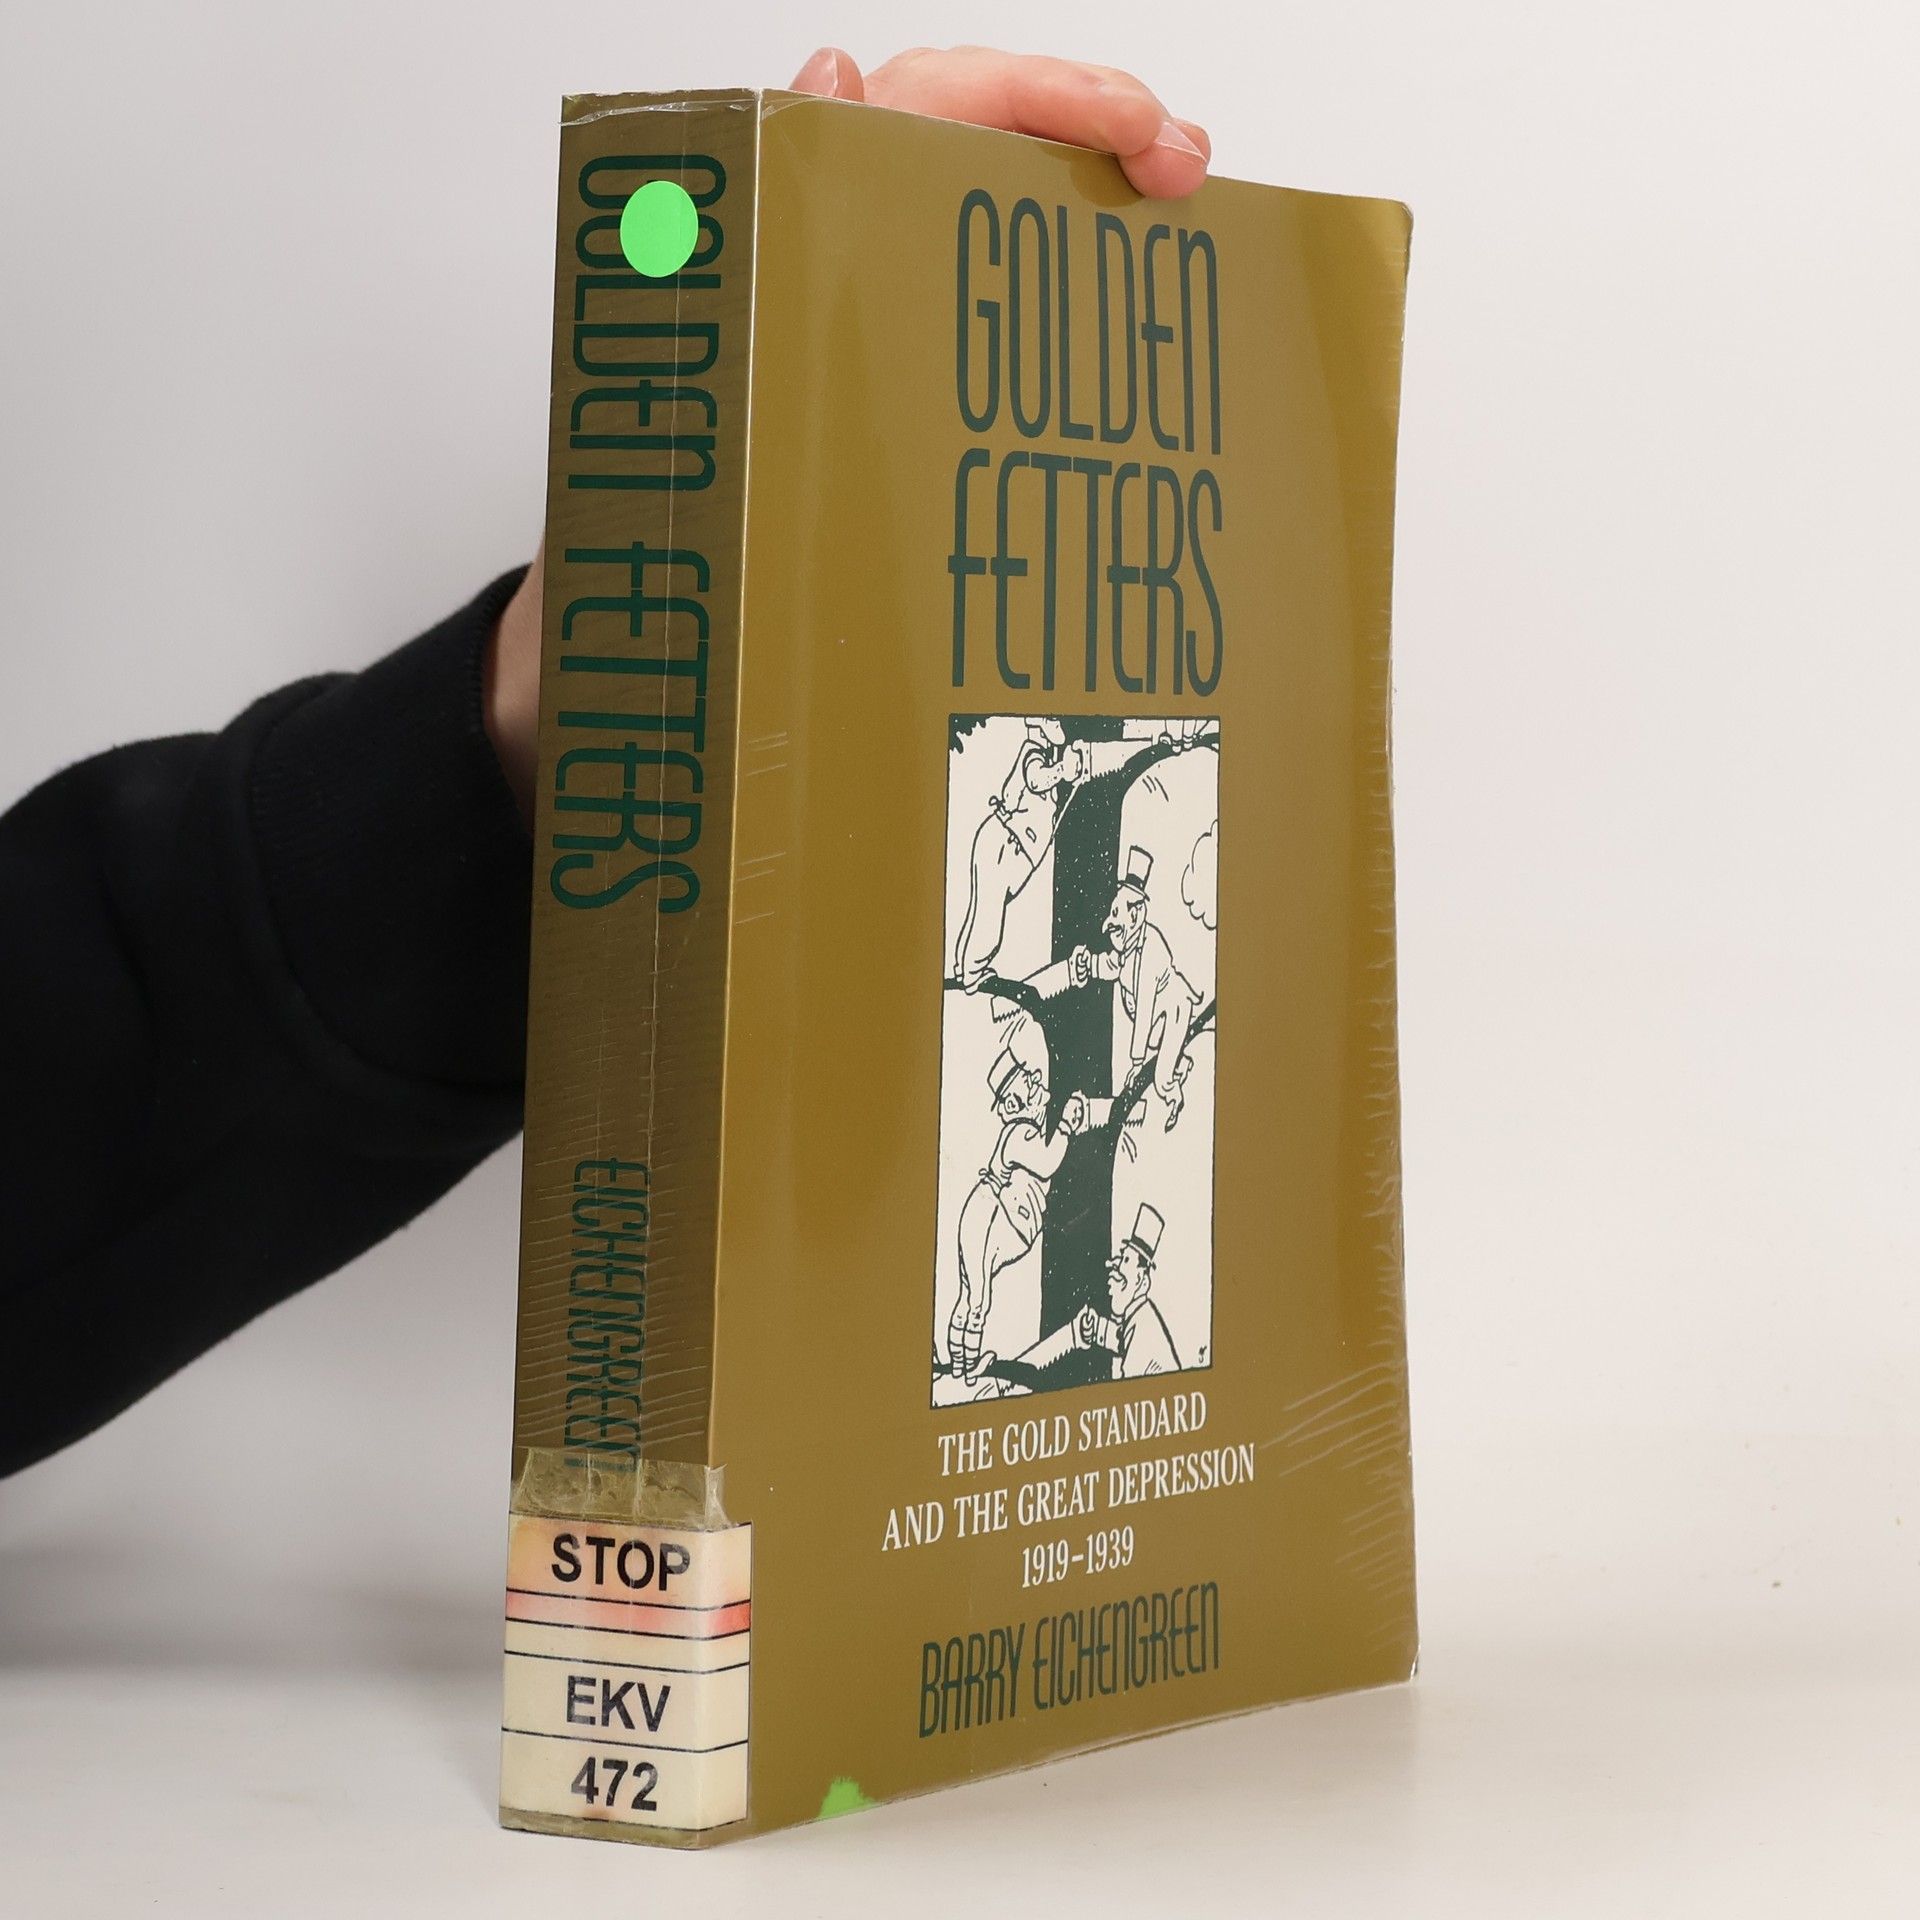 GOLDEN FETTERS
EICHENGREEN
STOP
EKV
472
GOLDEN
FETTERS
THE GOLD STANDARD
AND THE GREAT DEPRESSION
1919-1939
BARRY EICHENGREEN